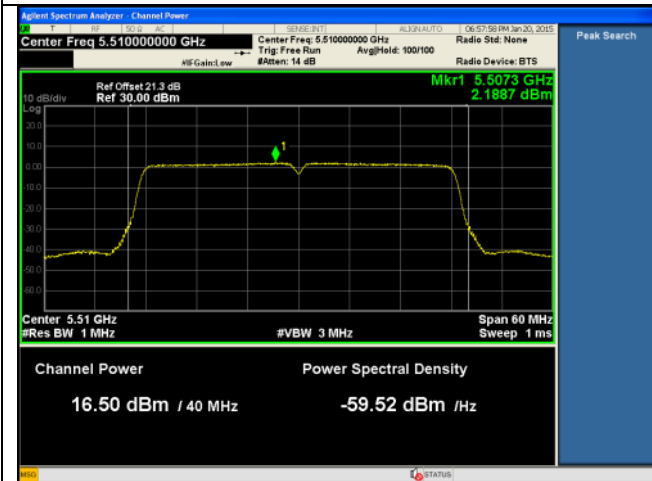 Agilent Spectrum Analyzer - Channel Power
T RF 50 Ω AC SENSE:INT ALIGNAUTO 06:57:58 PM Jan 20, 2015
Center Freq 5.510000000 GHz Center Freq: 5.510000000 GHz Radio Std: None
Trig: Free Run Avg|Hold: 100/100
#IFGain:Low #Atten: 14 dB Radio Device: BTS
Peak Search
Mkr1 5.5073 GHz
2.1887 dBm
Ref Offset 21.3 dB
10 dB/div Ref 30.00 dBm
Log
20.0
10.0
0.00
-10.0
-20.0
-30.0
-40.0
-50.0
-60.0
1
Center 5.51 GHz Span 60 MHz
#Res BW 1 MHz #VBW 3 MHz Sweep 1 ms
Channel Power Power Spectral Density
16.50 dBm / 40 MHz -59.52 dBm /Hz
MSG STATUS